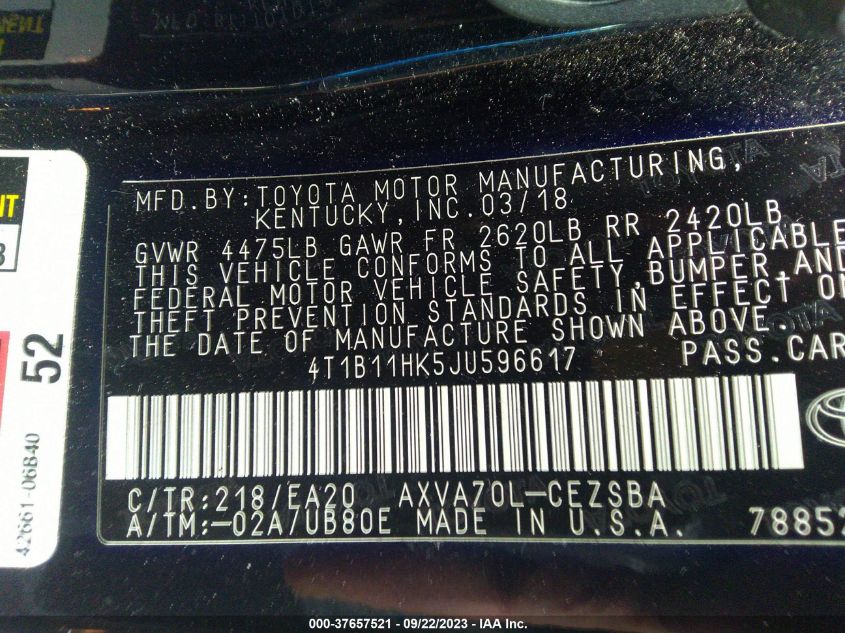 MFD.BY:TOYOTA MOTOR MANUFACTURING,
KENTUCKY, INC. 03/18
GVWR 4475LB GAWR FR 2620LB RR 2420LB
THIS VEHICLE CONFORMS TO ALL APPLICABLE
FEDERAL MOTOR VEHICLE SAFETY, BUMPER, AND
THEFT PREVENTION STANDARDS IN EFFECT ON
THE DATE OF MANUFACTURE SHOWN ABOVE.
4T1B11HK5JU596617 PASS.CAR
C/TR:218/EA20 AXVA70L-CEZSBA
A/TM:-02A/UB80E MADE IN U.S.A. 7885
52
42661-06B40
000-37657521 - 09/22/2023 - IAA Inc.